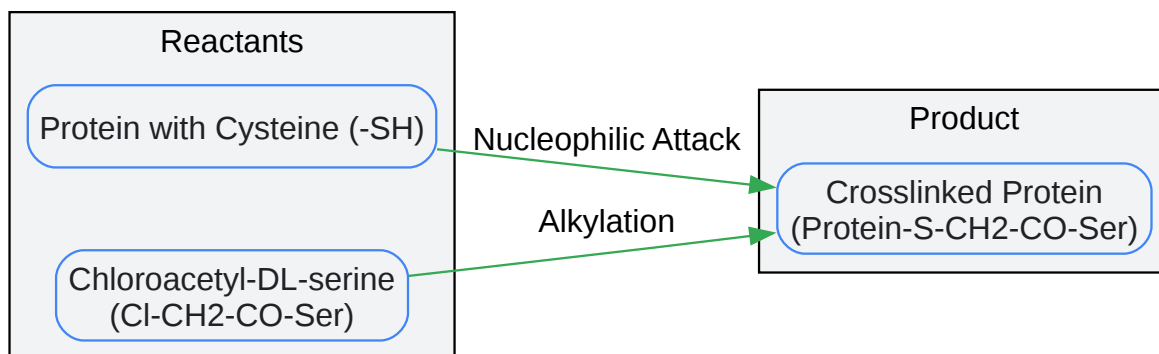 Reactants
Protein with Cysteine (-SH)
Chloroacetyl-DL-serine
(Cl-CH2-CO-Ser)
Nucleophilic Attack
Alkylation
Product
Crosslinked Protein
(Protein-S-CH2-CO-Ser)